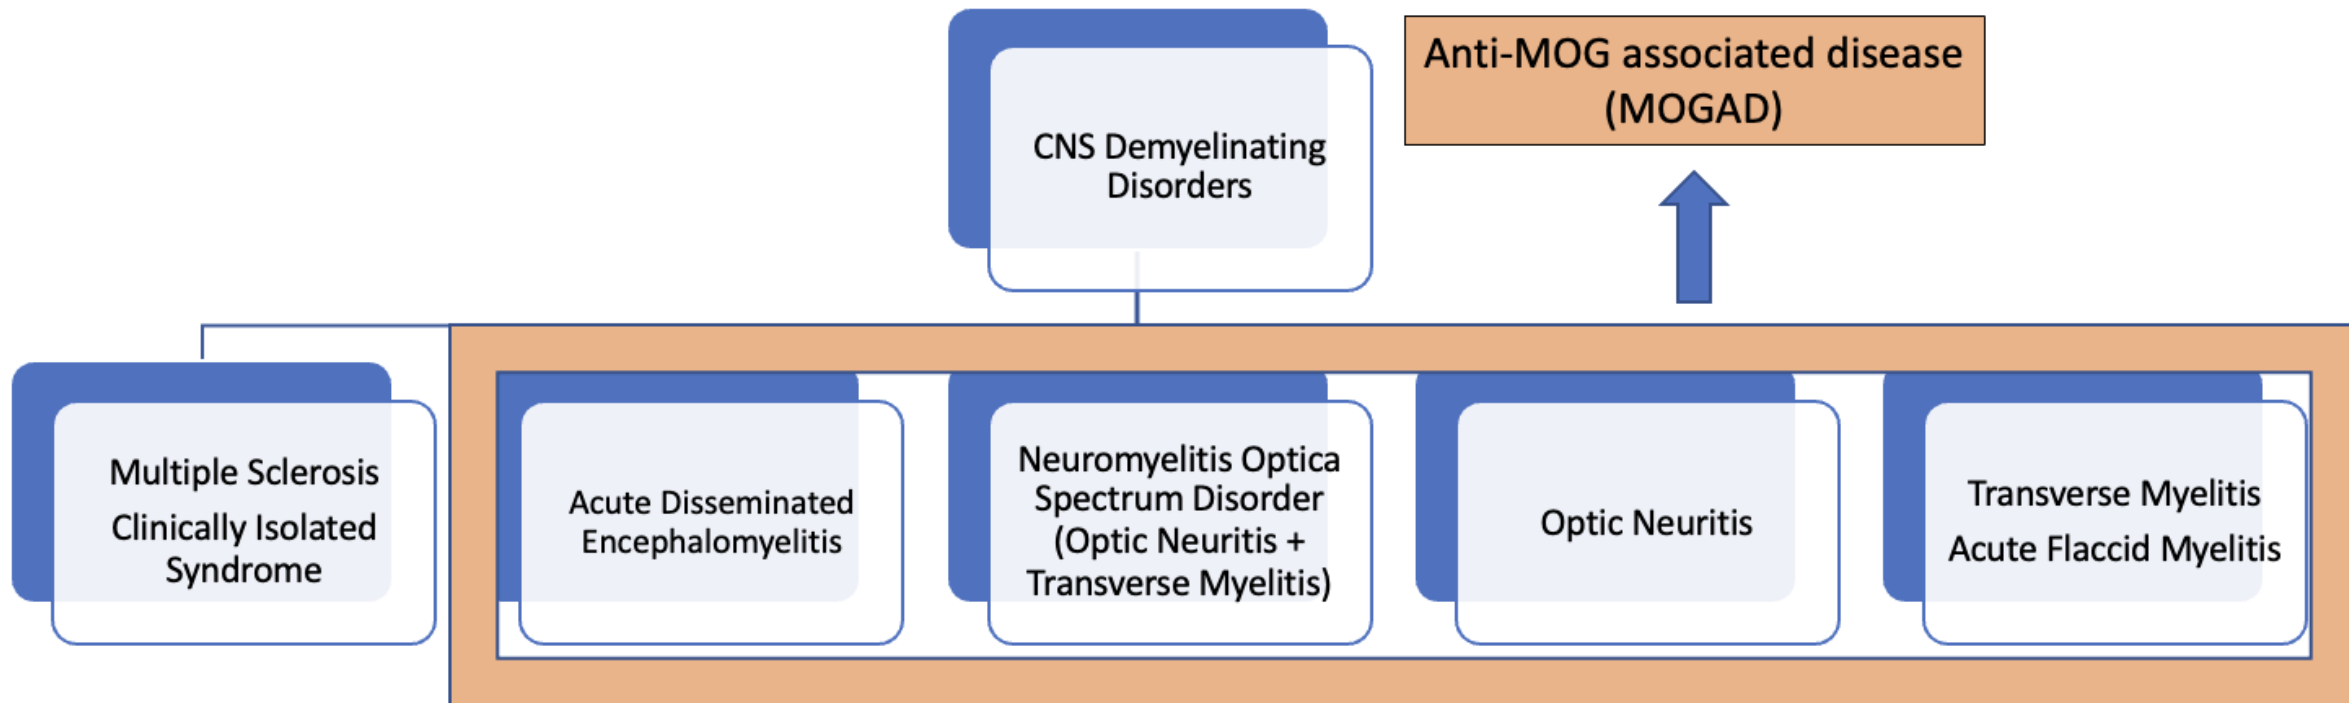 Anti-MOG associated disease
(MOGAD)
CNS Demyelinating
Disorders
Multiple Sclerosis
Clinically Isolated
Syndrome
Acute Disseminated
Encephalomyelitis
Neuromyelitis Optica
Spectrum Disorder
(Optic Neuritis +
Transverse Myelitis)
Optic Neuritis
Transverse Myelitis
Acute Flaccid Myelitis